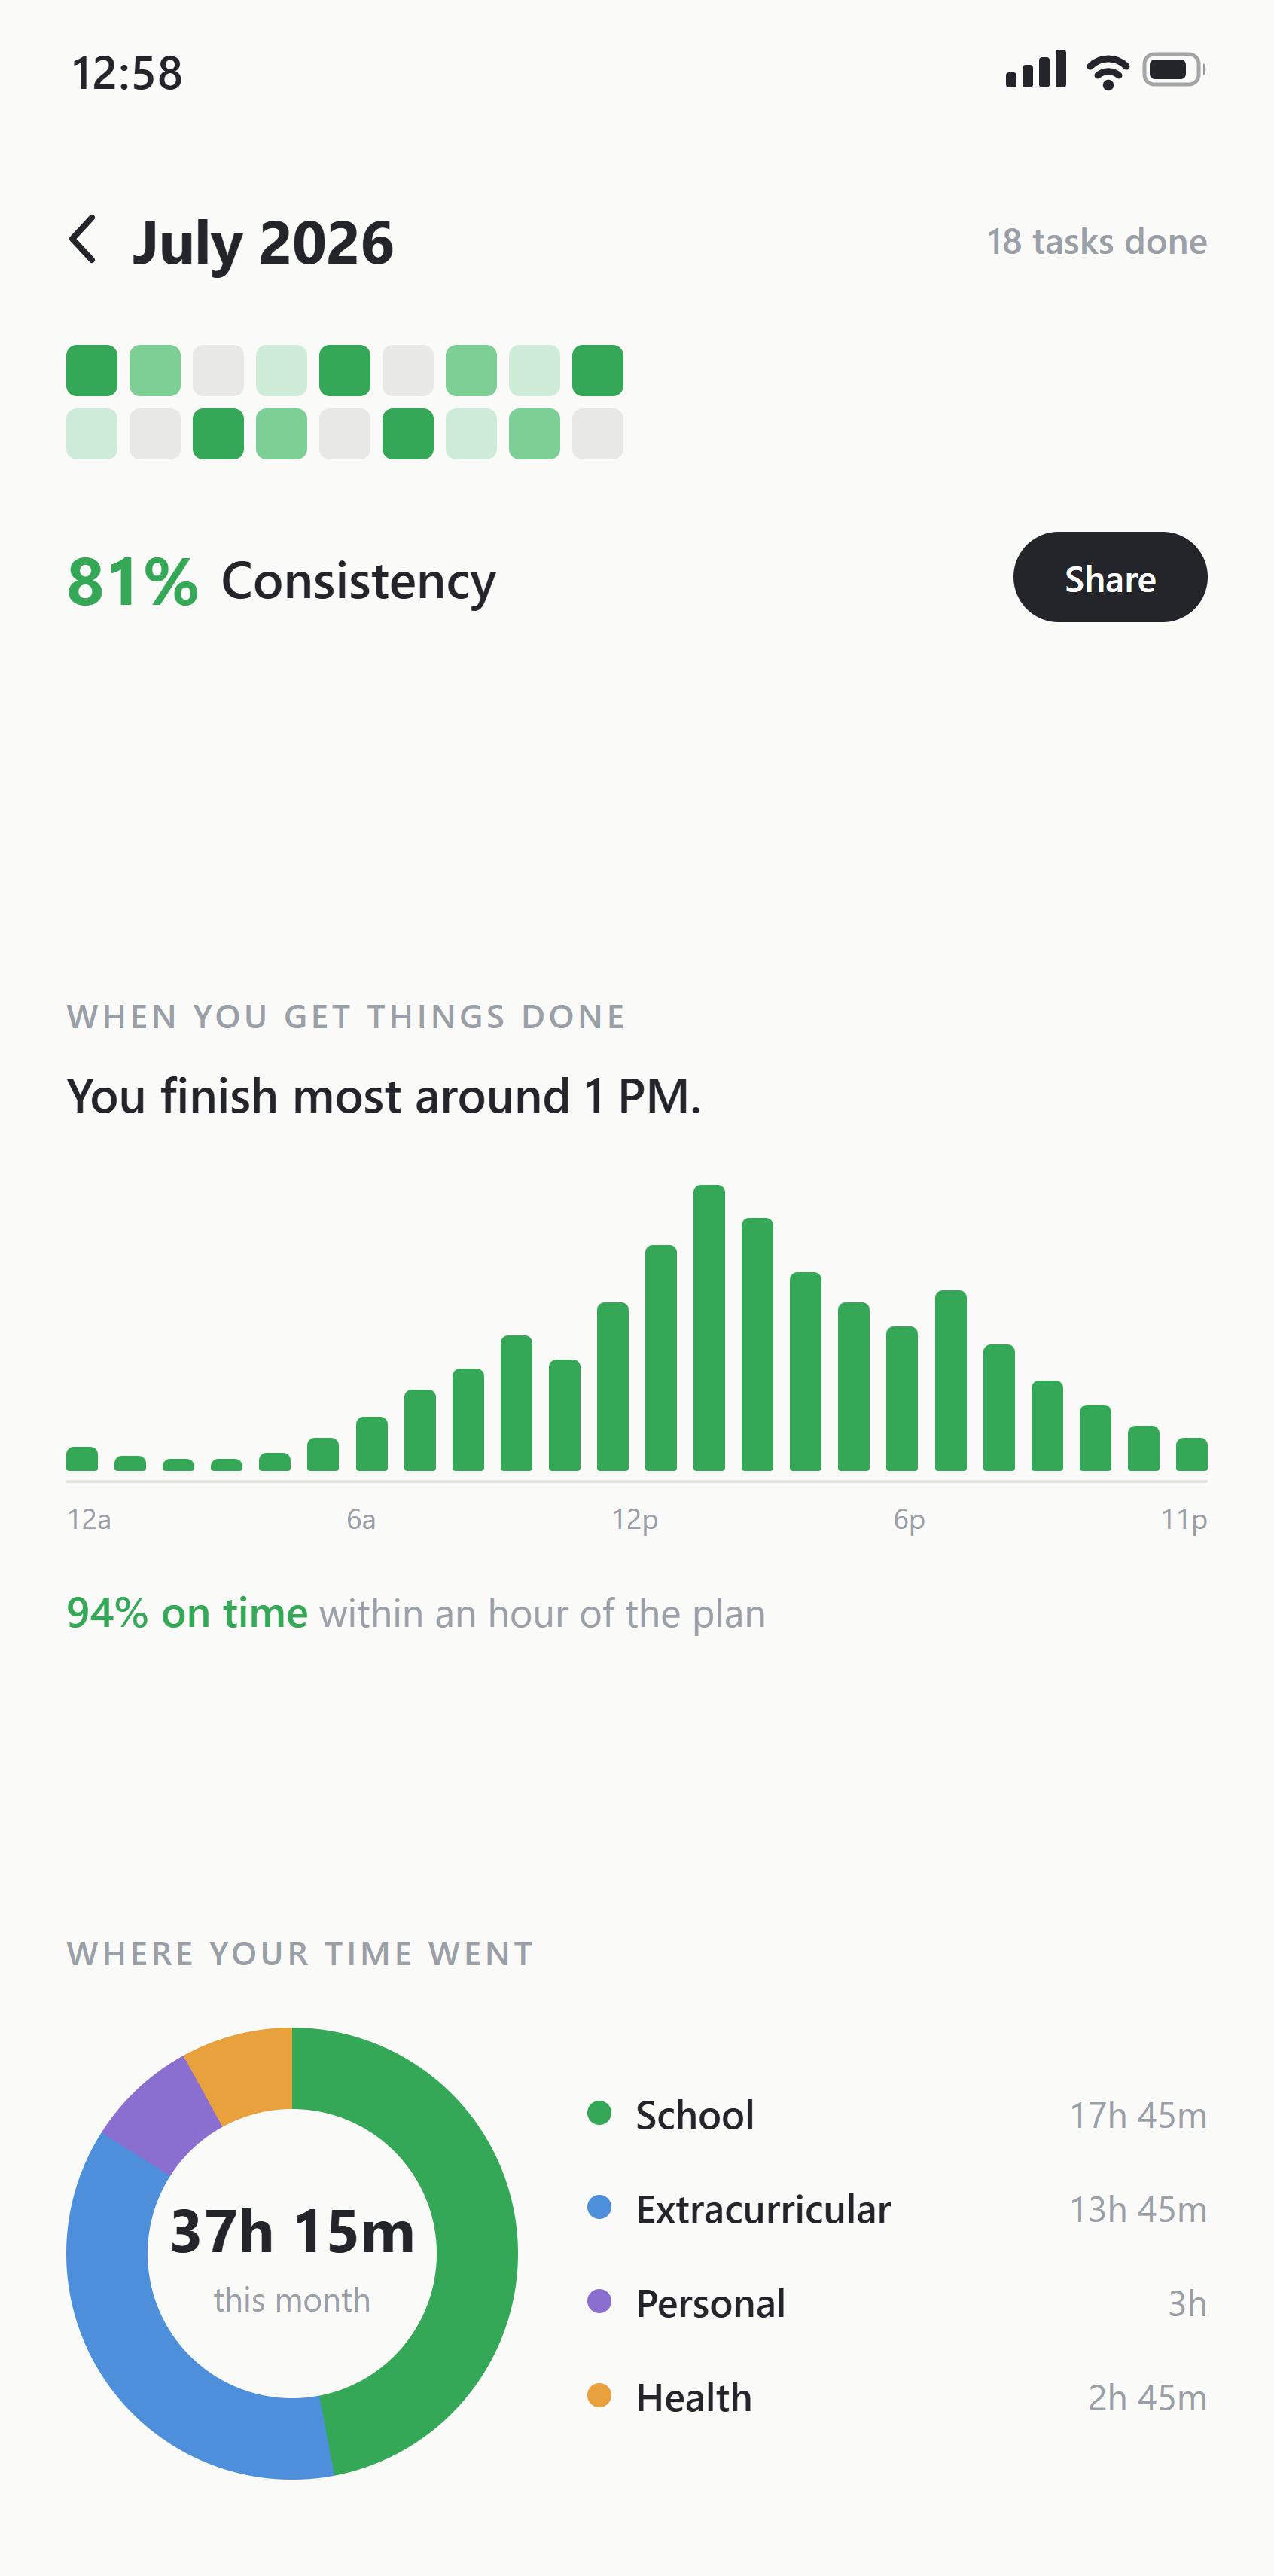 12:58
July 2026
18 tasks done
81% Consistency
Share
WHEN YOU GET THINGS DONE
You finish most around 1 PM.
12a 6a 12p 6p 11p
94% on time within an hour of the plan
WHERE YOUR TIME WENT
37h 15m
this month
School 17h 45m
Extracurricular 13h 45m
Personal 3h
Health 2h 45m